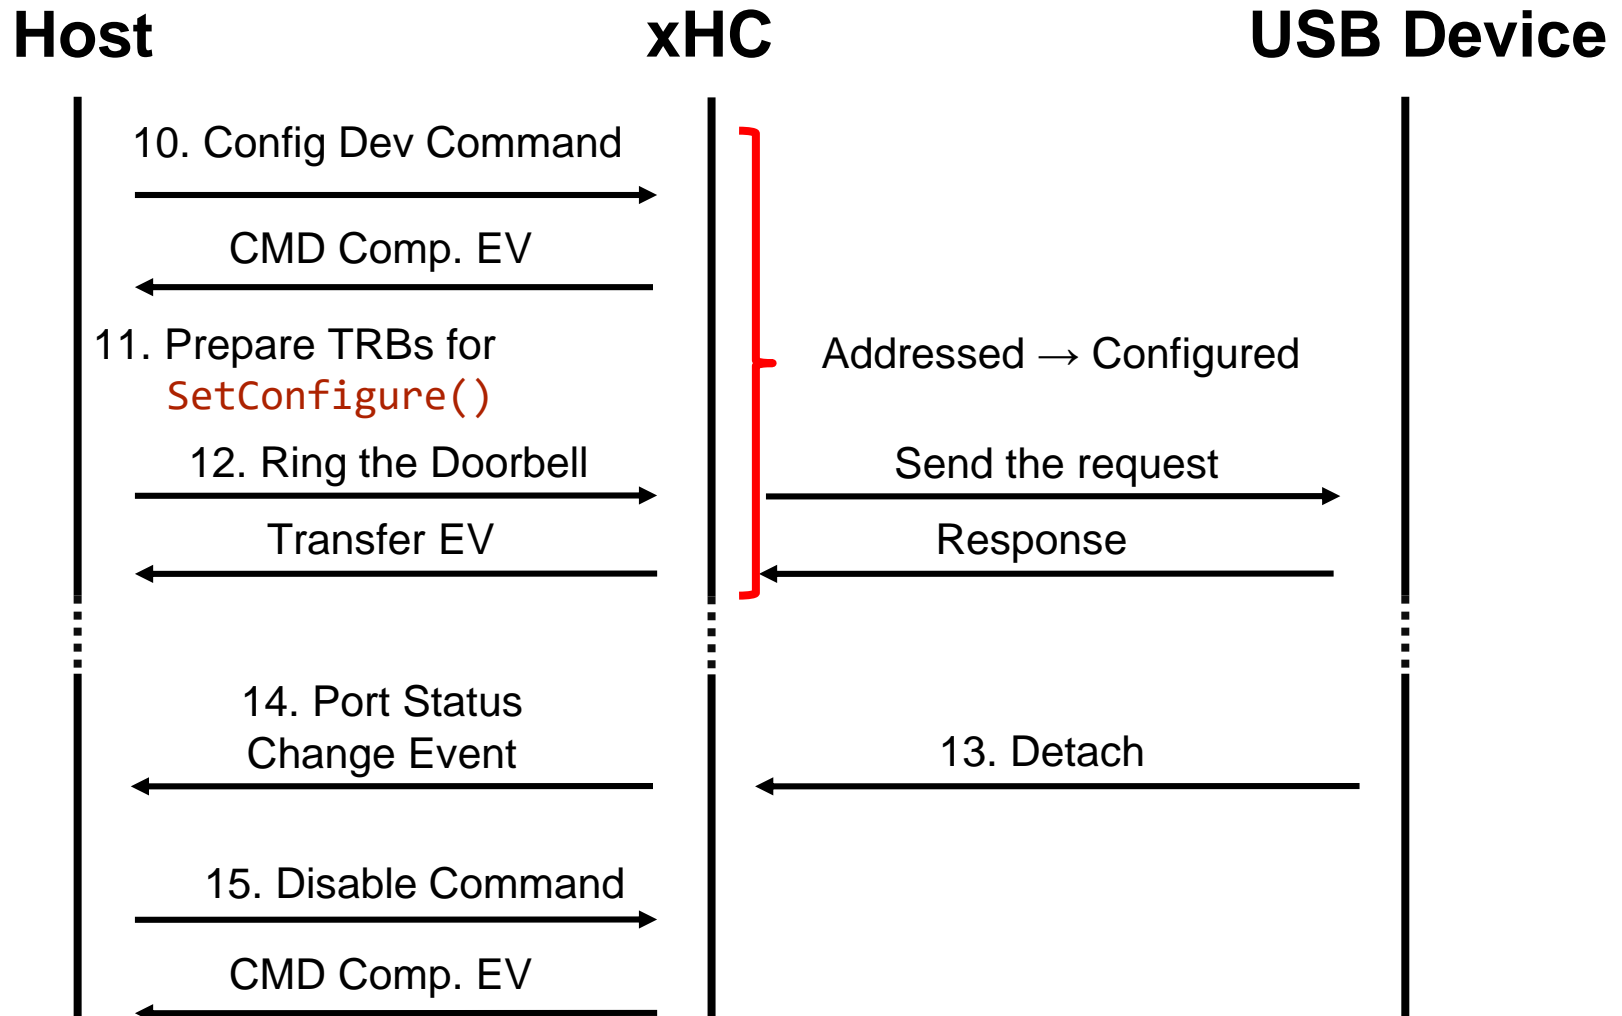 Host
xHC
USB Device
10. Config Dev Command
CMD Comp. EV
11. Prepare TRBs for
SetConfigure()
Addressed → Configured
12. Ring the Doorbell
Send the request
Transfer EV
Response
14. Port Status
Change Event
13. Detach
15. Disable Command
CMD Comp. EV